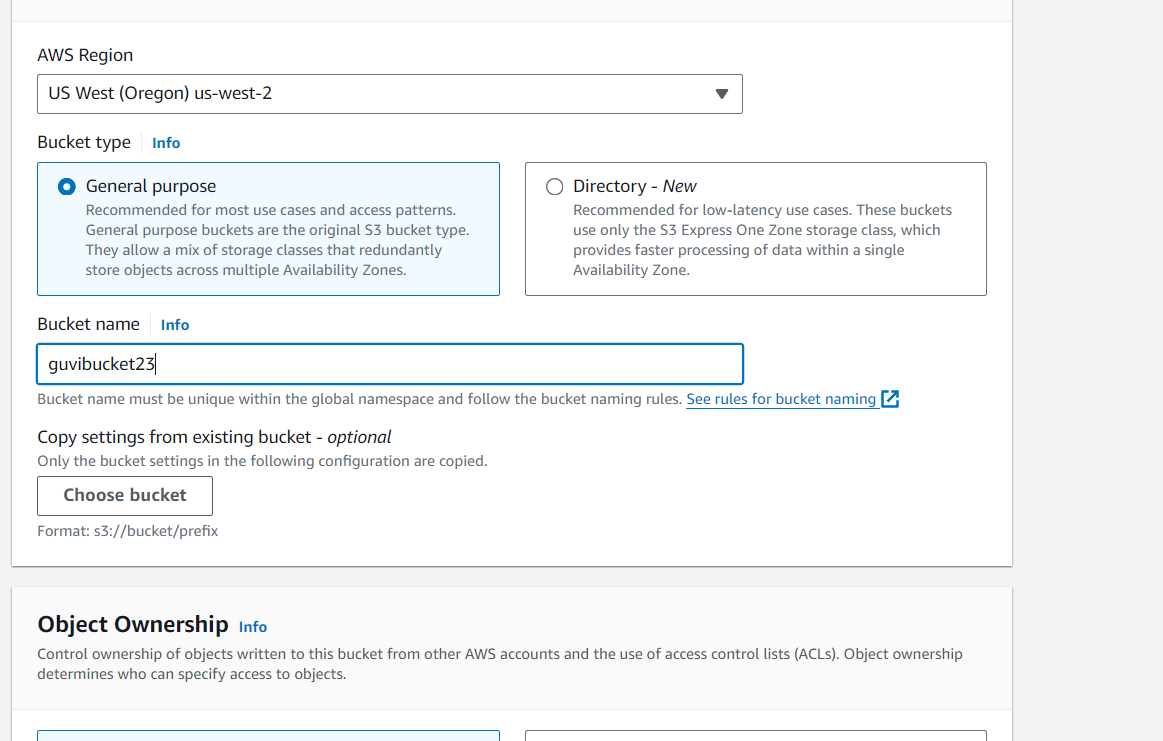 AWS Region
US West (Oregon) us-west-2
Bucket type Info
General purpose
Recommended for most use cases and access patterns.
General purpose buckets are the original S3 bucket type.
They allow a mix of storage classes that redundantly
store objects across multiple Availability Zones.
Directory - New
Recommended for low-latency use cases. These buckets
use only the S3 Express One Zone storage class, which
provides faster processing of data within a single
Availability Zone.
Bucket name Info
guvibucket23
Bucket name must be unique within the global namespace and follow the bucket naming rules. See rules for bucket naming
Copy settings from existing bucket - optional
Only the bucket settings in the following configuration are copied.
Choose bucket
Format: s3://bucket/prefix
Object Ownership Info
Control ownership of objects written to this bucket from other AWS accounts and the use of access control lists (ACLs). Object ownership
determines who can specify access to objects.